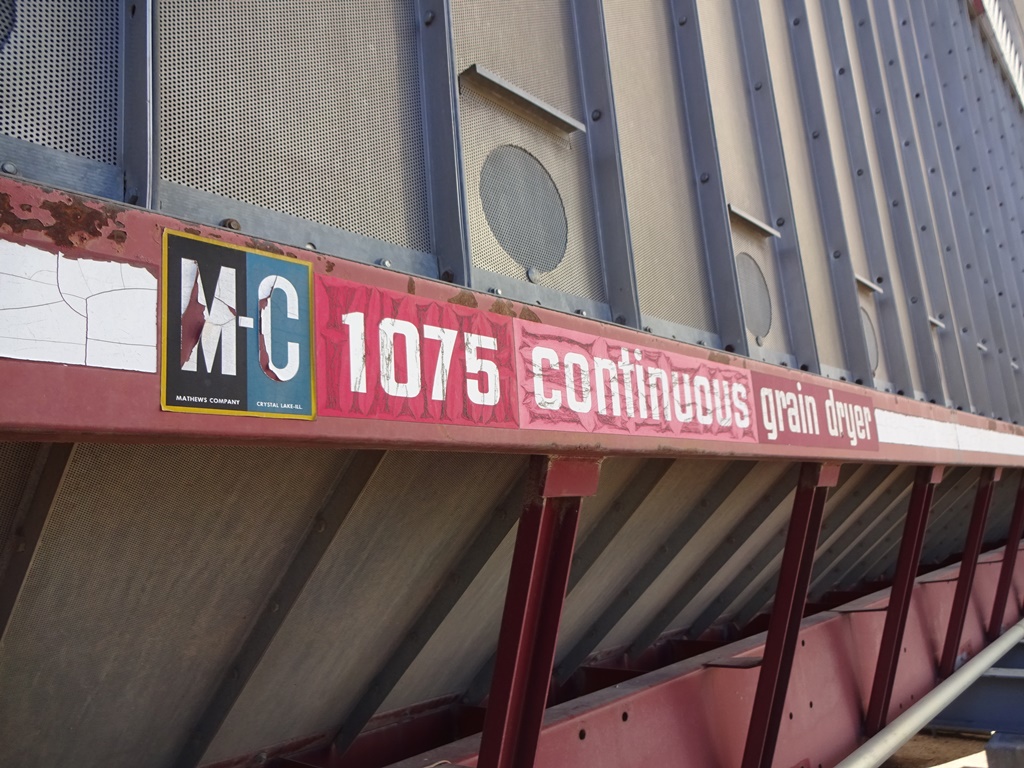 M-C 1075 continuous grain dryer
MATHEWS COMPANY CRYSTAL LAKE-ILL.